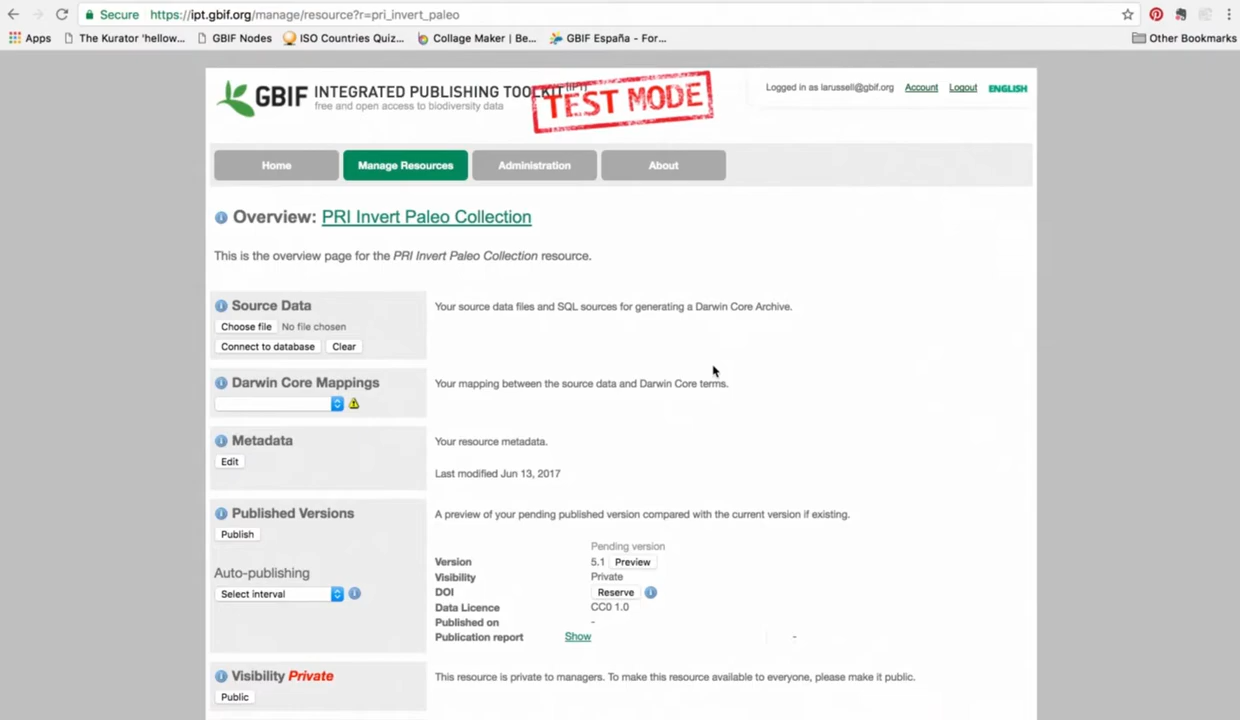 Secure https://ipt.gbif.org/manage/resource?r=pri_invert_paleo
Apps The Kurator 'hellow... GBIF Nodes ISO Countries Quiz... Collage Maker | Be... GBIF España - For... Other Bookmarks
GBIF INTEGRATED PUBLISHING TOOLKIT (IPT)
free and open access to biodiversity data
TEST MODE
Logged in as larussell@gbif.org Account Logout ENGLISH
Home Manage Resources Administration About
Overview: PRI Invert Paleo Collection
This is the overview page for the PRI Invert Paleo Collection resource.
Source Data
Choose file No file chosen
Connect to database Clear
Your source data files and SQL sources for generating a Darwin Core Archive.
Darwin Core Mappings
Your mapping between the source data and Darwin Core terms.
Metadata
Edit
Your resource metadata.
Last modified Jun 13, 2017
Published Versions
Publish
Auto-publishing
Select interval
A preview of your pending published version compared with the current version if existing.
Pending version
Version 5.1 Preview
Visibility Private
DOI Reserve
Data Licence CC0 1.0
Published on -
Publication report Show -
Visibility Private
Public
This resource is private to managers. To make this resource available to everyone, please make it public.